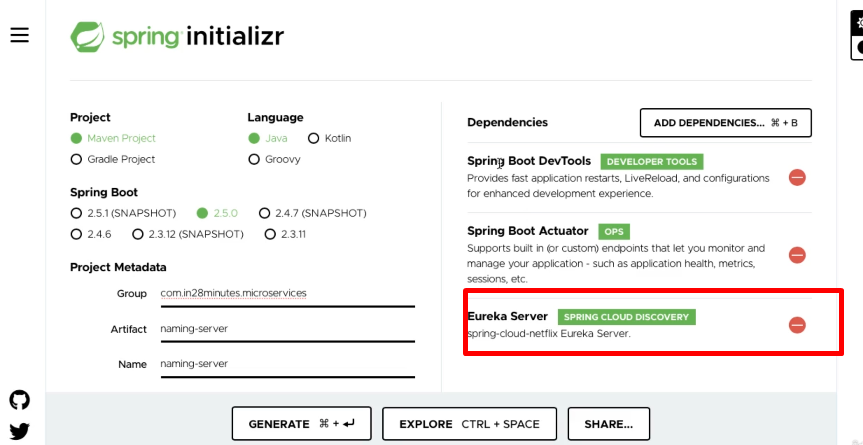 spring initializr
Project
Maven Project
Gradle Project
Language
Java Kotlin
Groovy
Spring Boot
2.5.1 (SNAPSHOT) 2.5.0 2.4.7 (SNAPSHOT)
2.4.6 2.3.12 (SNAPSHOT) 2.3.11
Project Metadata
Group com.in28minutes.microservices
Artifact naming-server
Name naming-server
Dependencies ADD DEPENDENCIES... ⌘ + B
Spring Boot DevTools DEVELOPER TOOLS
Provides fast application restarts, LiveReload, and configurations
for enhanced development experience.
Spring Boot Actuator OPS
Supports built in (or custom) endpoints that let you monitor and
manage your application - such as application health, metrics,
sessions, etc.
Eureka Server SPRING CLOUD DISCOVERY
spring-cloud-netflix Eureka Server.
GENERATE ⌘ + ↵ EXPLORE CTRL + SPACE SHARE...